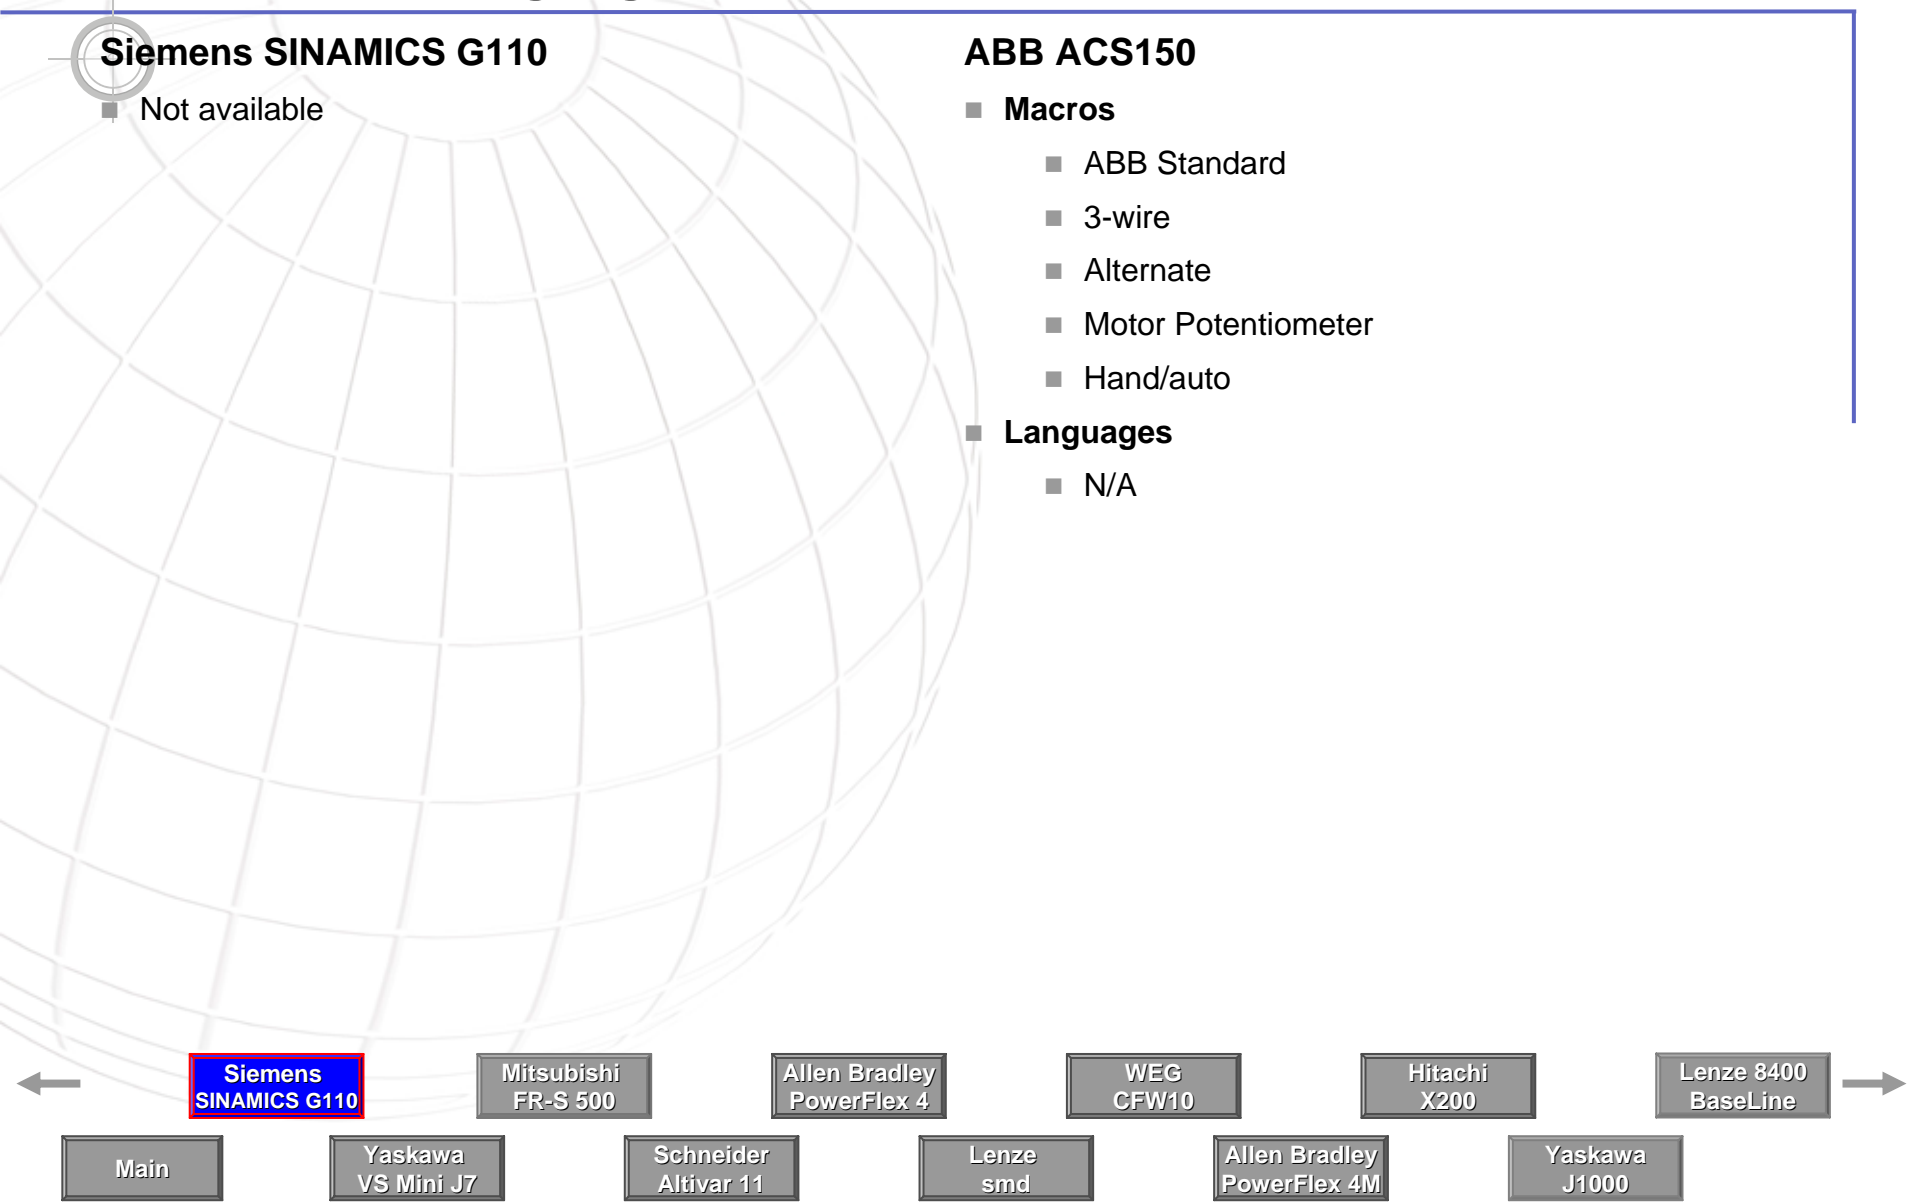 Siemens SINAMICS G110
Not available
ABB ACS150
Macros
ABB Standard
3-wire
Alternate
Motor Potentiometer
Hand/auto
Languages
N/A
Siemens
SINAMICS G110
Mitsubishi
FR-S 500
Allen Bradley
PowerFlex 4
WEG
CFW10
Hitachi
X200
Lenze 8400
BaseLine
Main
Yaskawa
VS Mini J7
Schneider
Altivar 11
Lenze
smd
Allen Bradley
PowerFlex 4M
Yaskawa
J1000